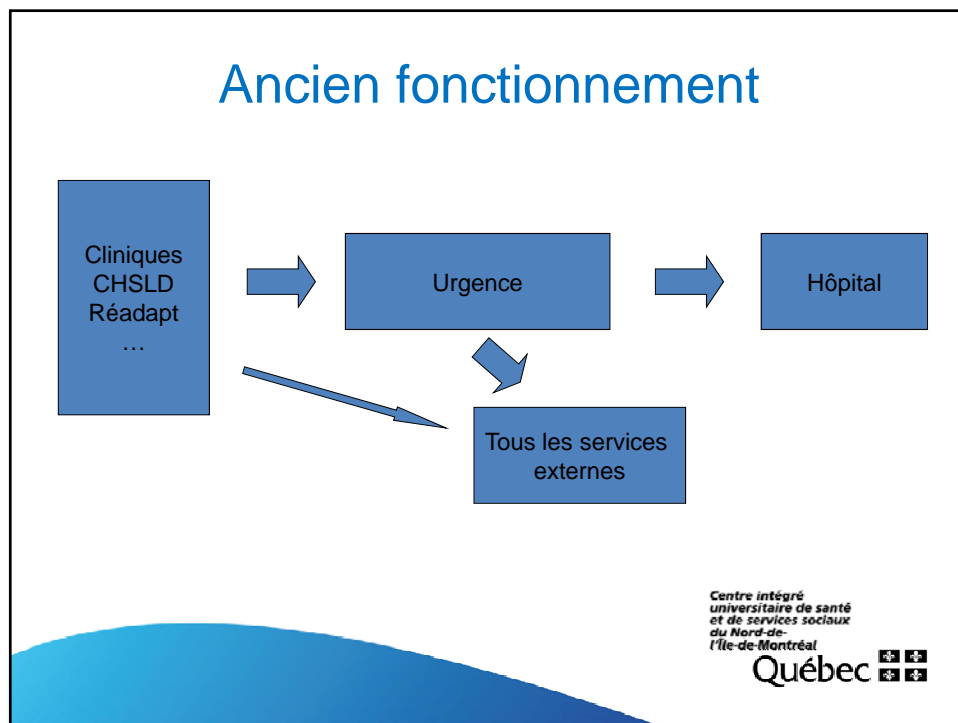 Ancien fonctionnement
Cliniques
CHSLD
Réadapt
…
Urgence
Hôpital
Tous les services
externes
Centre intégré
universitaire de santé
et de services sociaux
du Nord-de-
l'Île-de-Montréal
Québec